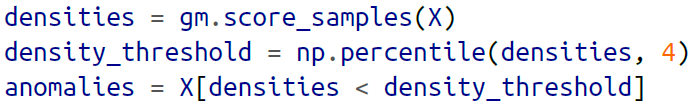 densities = gm.score_samples(X)
density_threshold = np.percentile(densities, 4)
anomalies = X[densities < density_threshold]